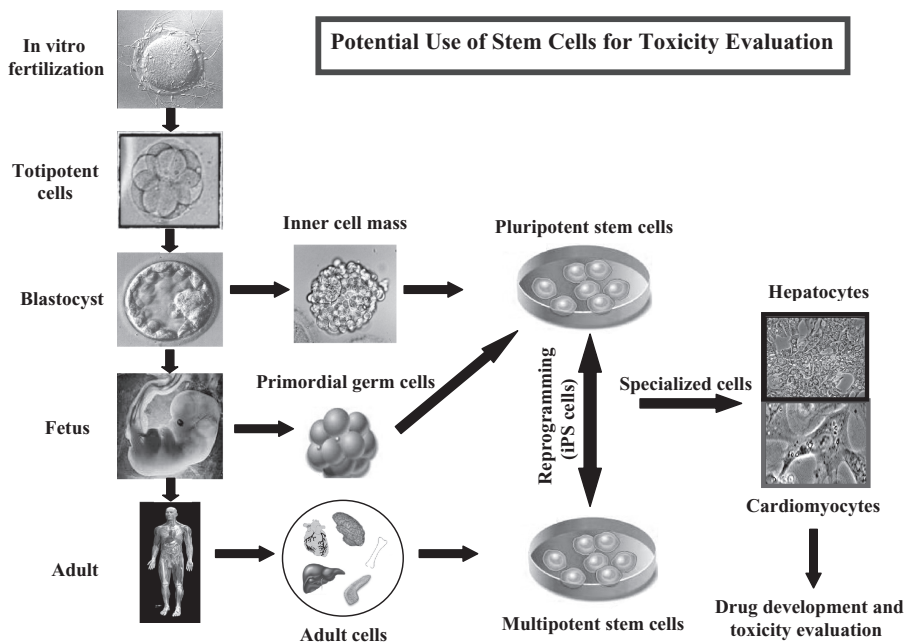 Potential Use of Stem Cells for Toxicity Evaluation
In vitro
fertilization
Totipotent
cells
Inner cell mass
Pluripotent stem cells
Blastocyst
Hepatocytes
Primordial germ cells
Reprogramming
(iPS cells)
Specialized cells
Fetus
Cardiomyocytes
Adult
Adult cells
Multipotent stem cells
Drug development and
toxicity evaluation